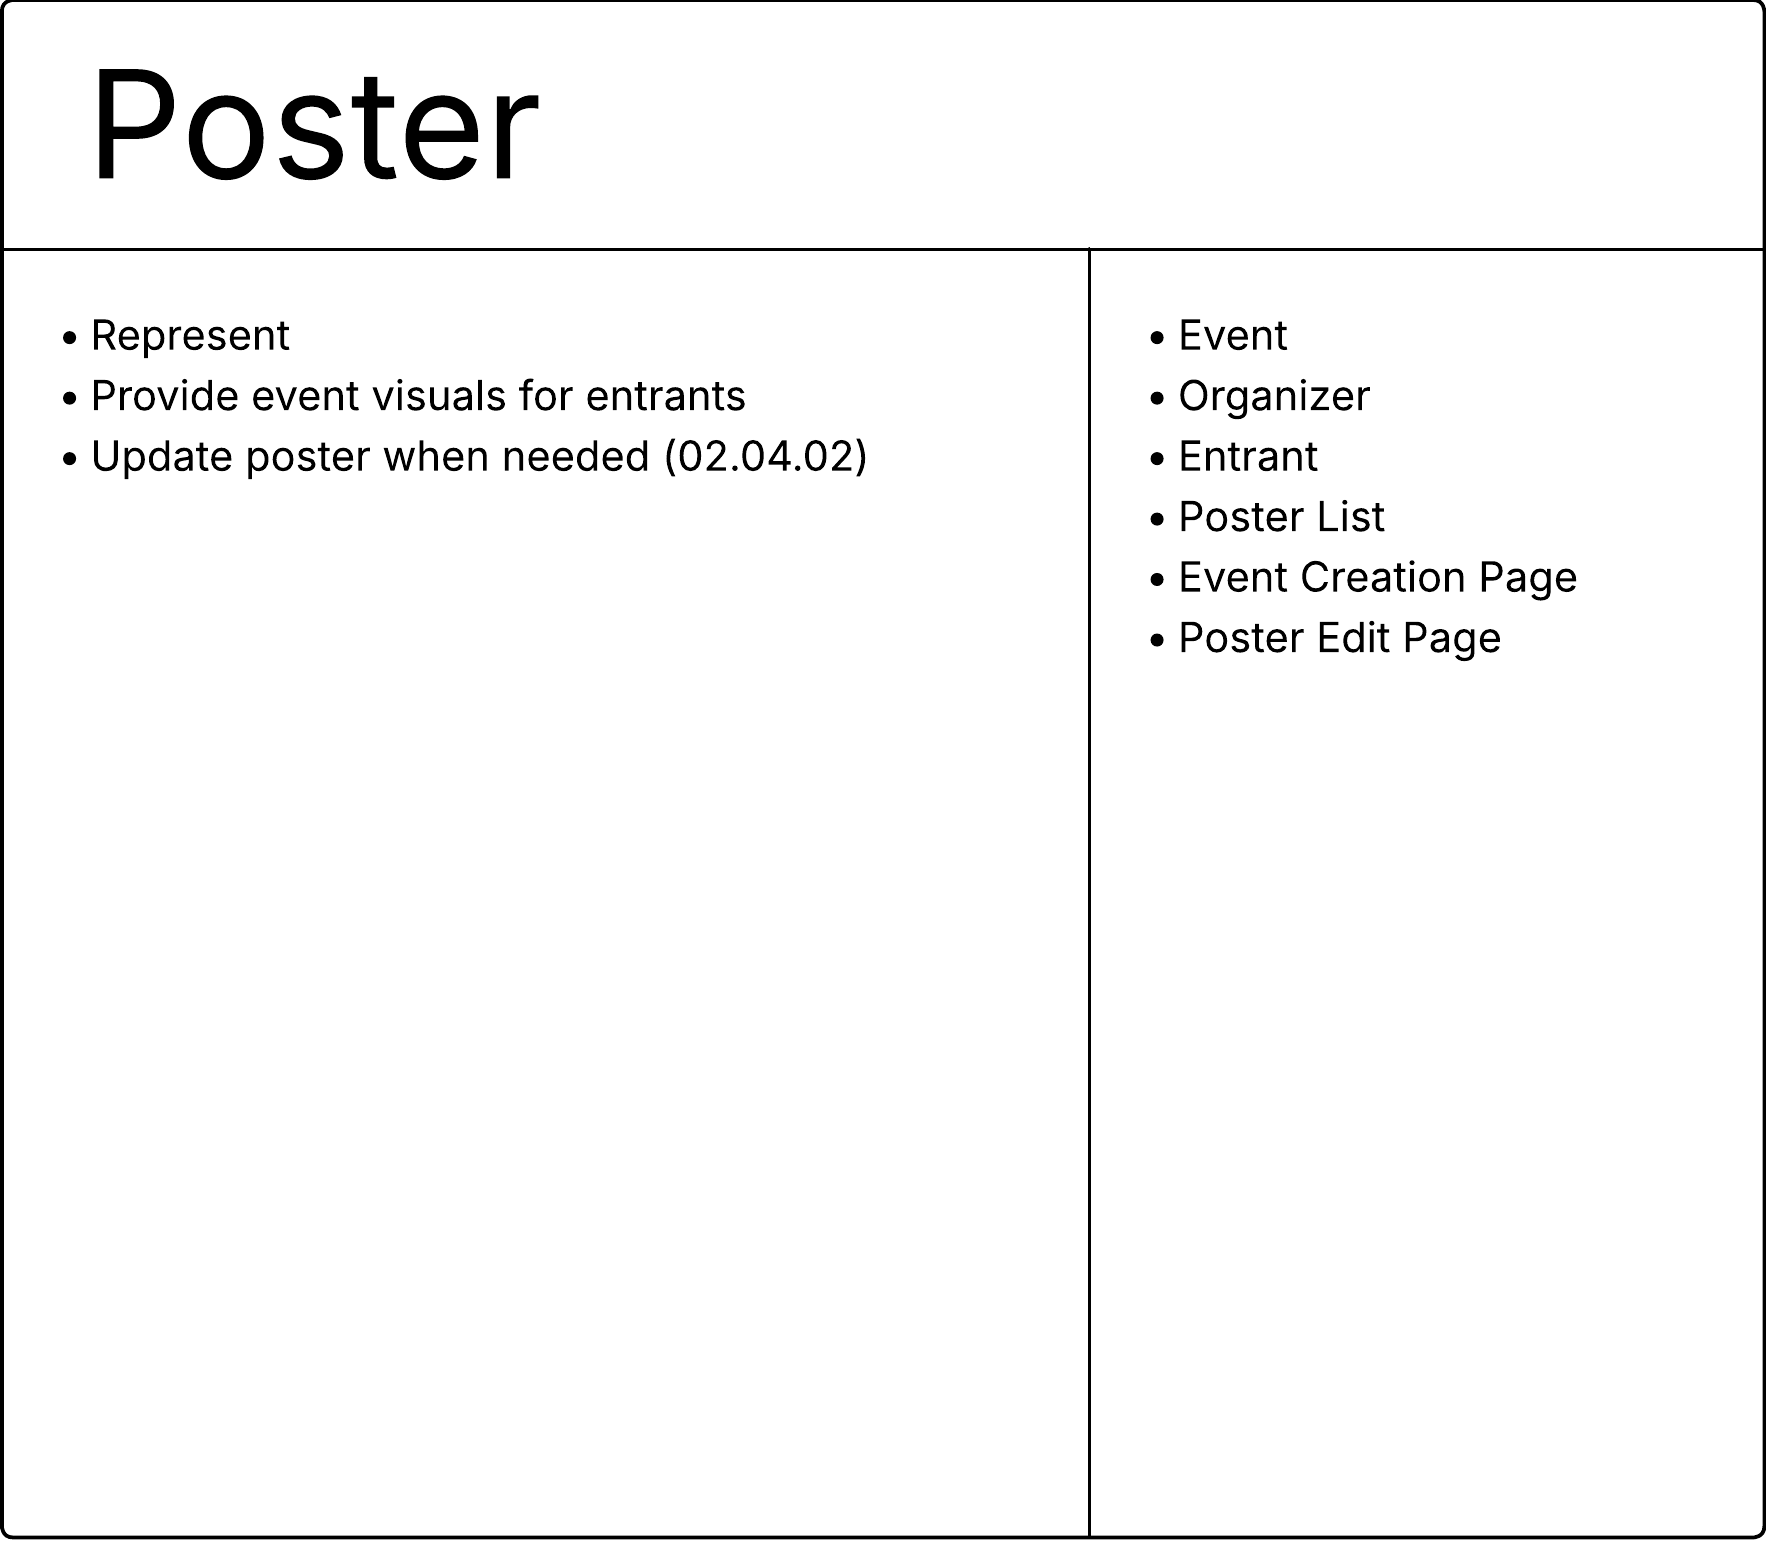 Poster
• Represent
• Provide event visuals for entrants
• Update poster when needed (02.04.02)
• Event
• Organizer
• Entrant
• Poster List
• Event Creation Page
• Poster Edit Page